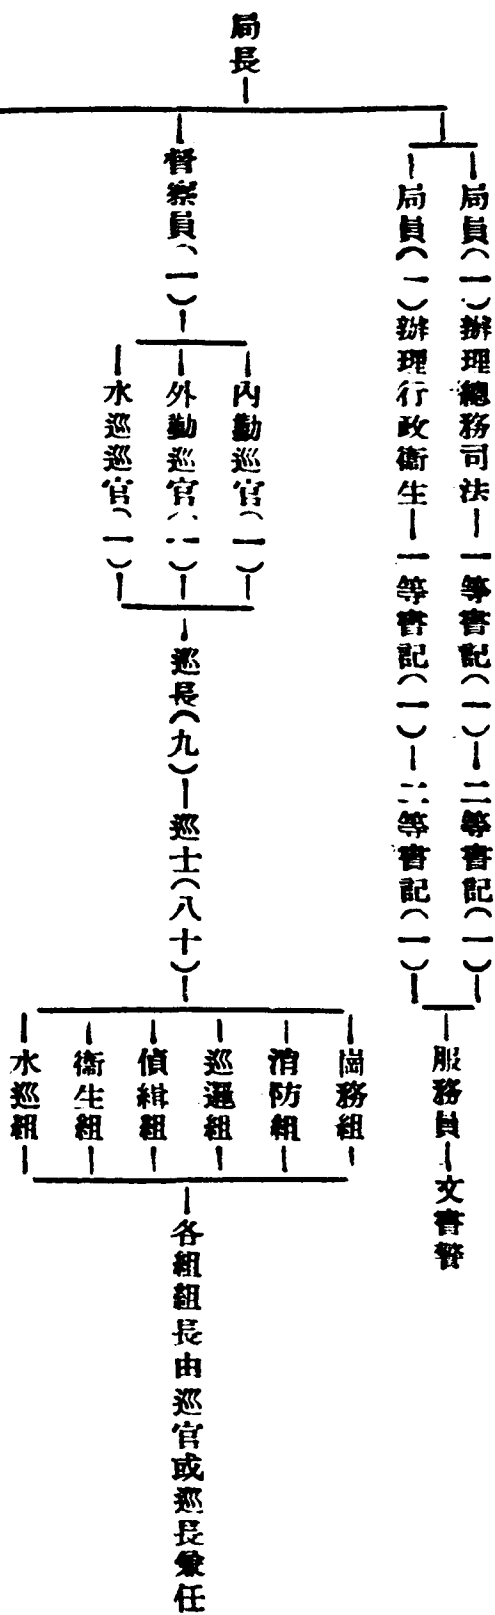 局長
局員（一）辦理總務司法
一等書記（一）
二等書記（一）
局員（一）辦理行政衞生
一等書記（一）
二等書記（一）
服務員
文書警
督察員（一）
內勤巡官（一）
外勤巡官（一）
水巡巡官（一）
巡長（九）
巡士（八十）
崗務組
消防組
巡邏組
偵緝組
衞生組
水巡組
各組組長由巡官或巡長兼任